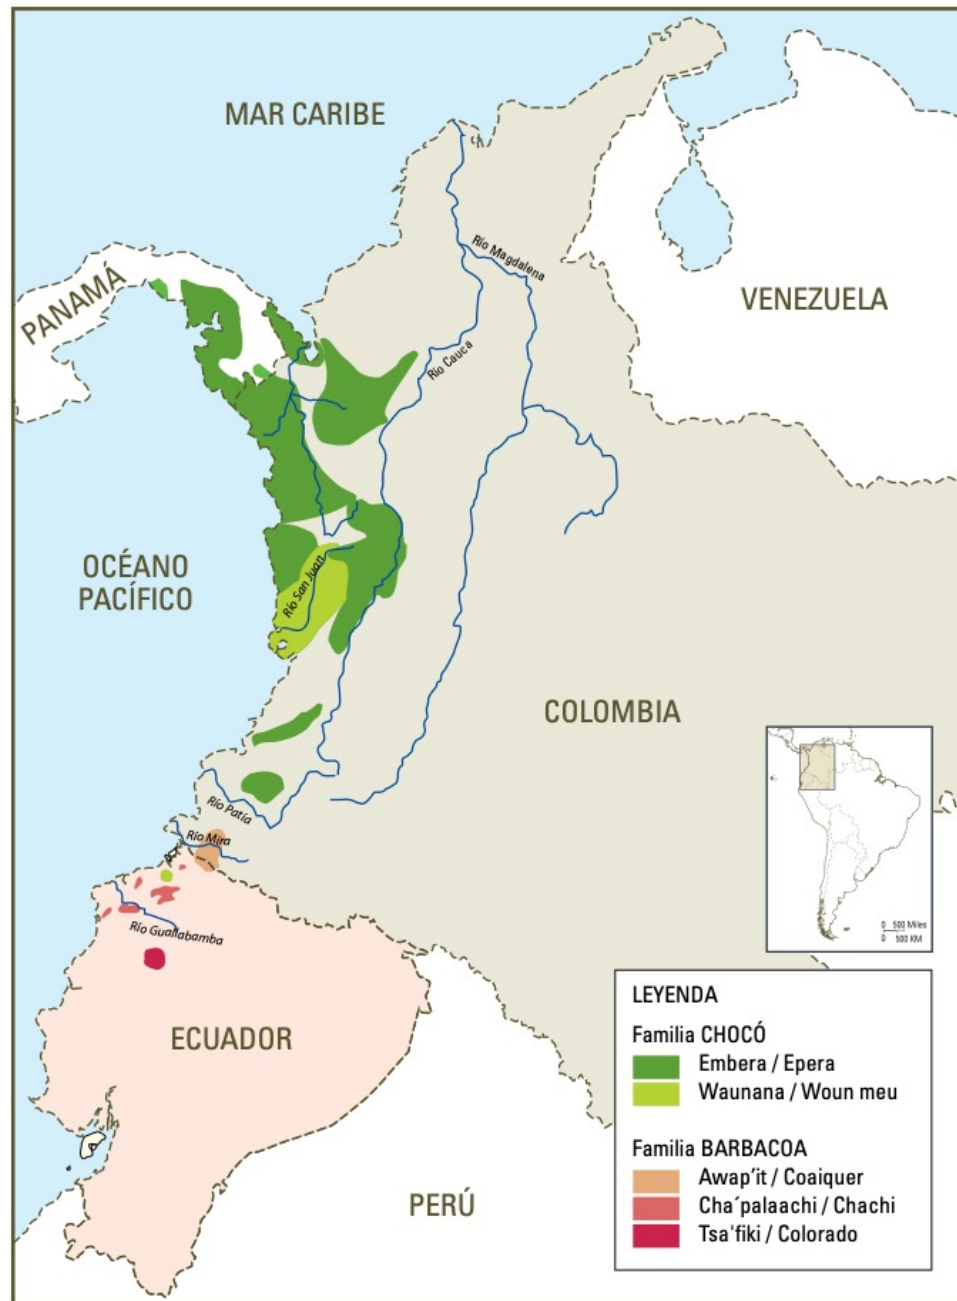 MAR CARIBE
Río Magdalena
PANAMÁ
VENEZUELA
Río Cauca
OCÉANO
PACÍFICO
Río San Juan
COLOMBIA
Río Patía
Río Mira
Río Guallabamba
0 500 Miles
0 500 KM
ECUADOR
PERÚ
LEYENDA
Familia CHOCÓ
Embera / Epera
Waunana / Woun meu
Familia BARBACOA
Awap’it / Coaiquer
Cha´palaachi / Chachi
Tsa'fiki / Colorado